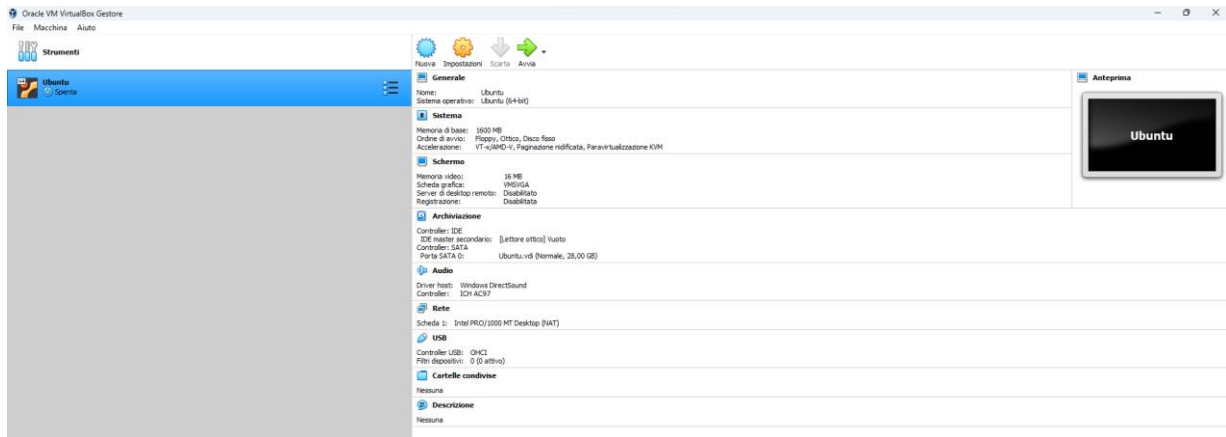 Oracle VM VirtualBox Gestore
File Macchina Aiuto
Strumenti
Nuova Impostazioni Scarta Avvia
Ubuntu
Spenta
Generale
Nome: Ubuntu
Sistema operativo: Ubuntu (64-bit)
Sistema
Memoria di base: 1600 MB
Ordine di avvio: Floppy, Ottico, Disco fisso
Accelerazione: VT-x/AMD-V, Paginazione nidificata, Paravirtualizzazione KVM
Schermo
Memoria video: 16 MB
Scheda grafica: VMSVGA
Server di desktop remoto: Disabilitato
Registrazione: Disabilitata
Archiviazione
Controller: IDE
IDE master secondario: [Lettore ottico] Vuoto
Controller: SATA
Porta SATA 0: Ubuntu.vdi (Normale, 28,00 GB)
Audio
Driver host: Windows DirectSound
Controller: ICH AC97
Rete
Scheda 1: Intel PRO/1000 MT Desktop (NAT)
USB
Controller USB: OHCI
Filtri dispositivi: 0 (0 attivo)
Cartelle condivise
Nessuna
Descrizione
Nessuna
Anteprima
Ubuntu